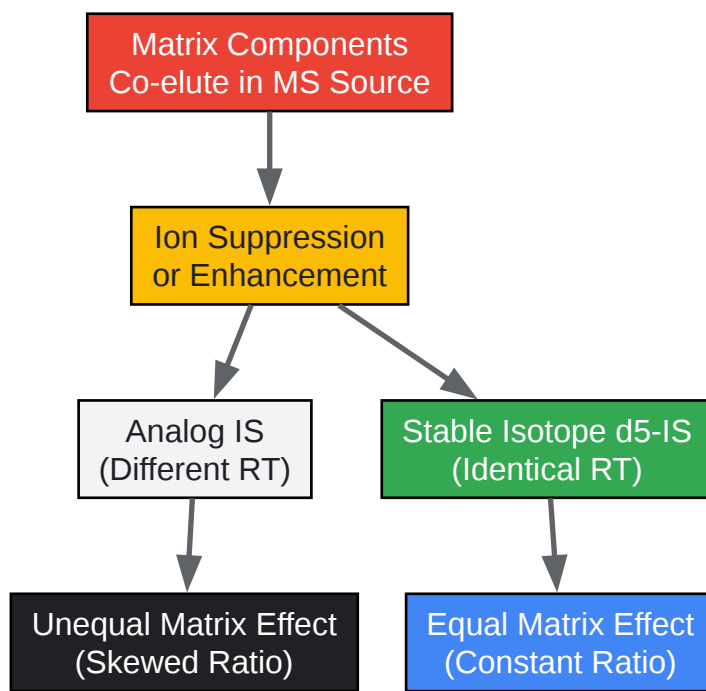 Matrix Components
Co-elute in MS Source
Ion Suppression
or Enhancement
Analog IS
(Different RT)
Stable Isotope d5-IS
(Identical RT)
Unequal Matrix Effect
(Skewed Ratio)
Equal Matrix Effect
(Constant Ratio)